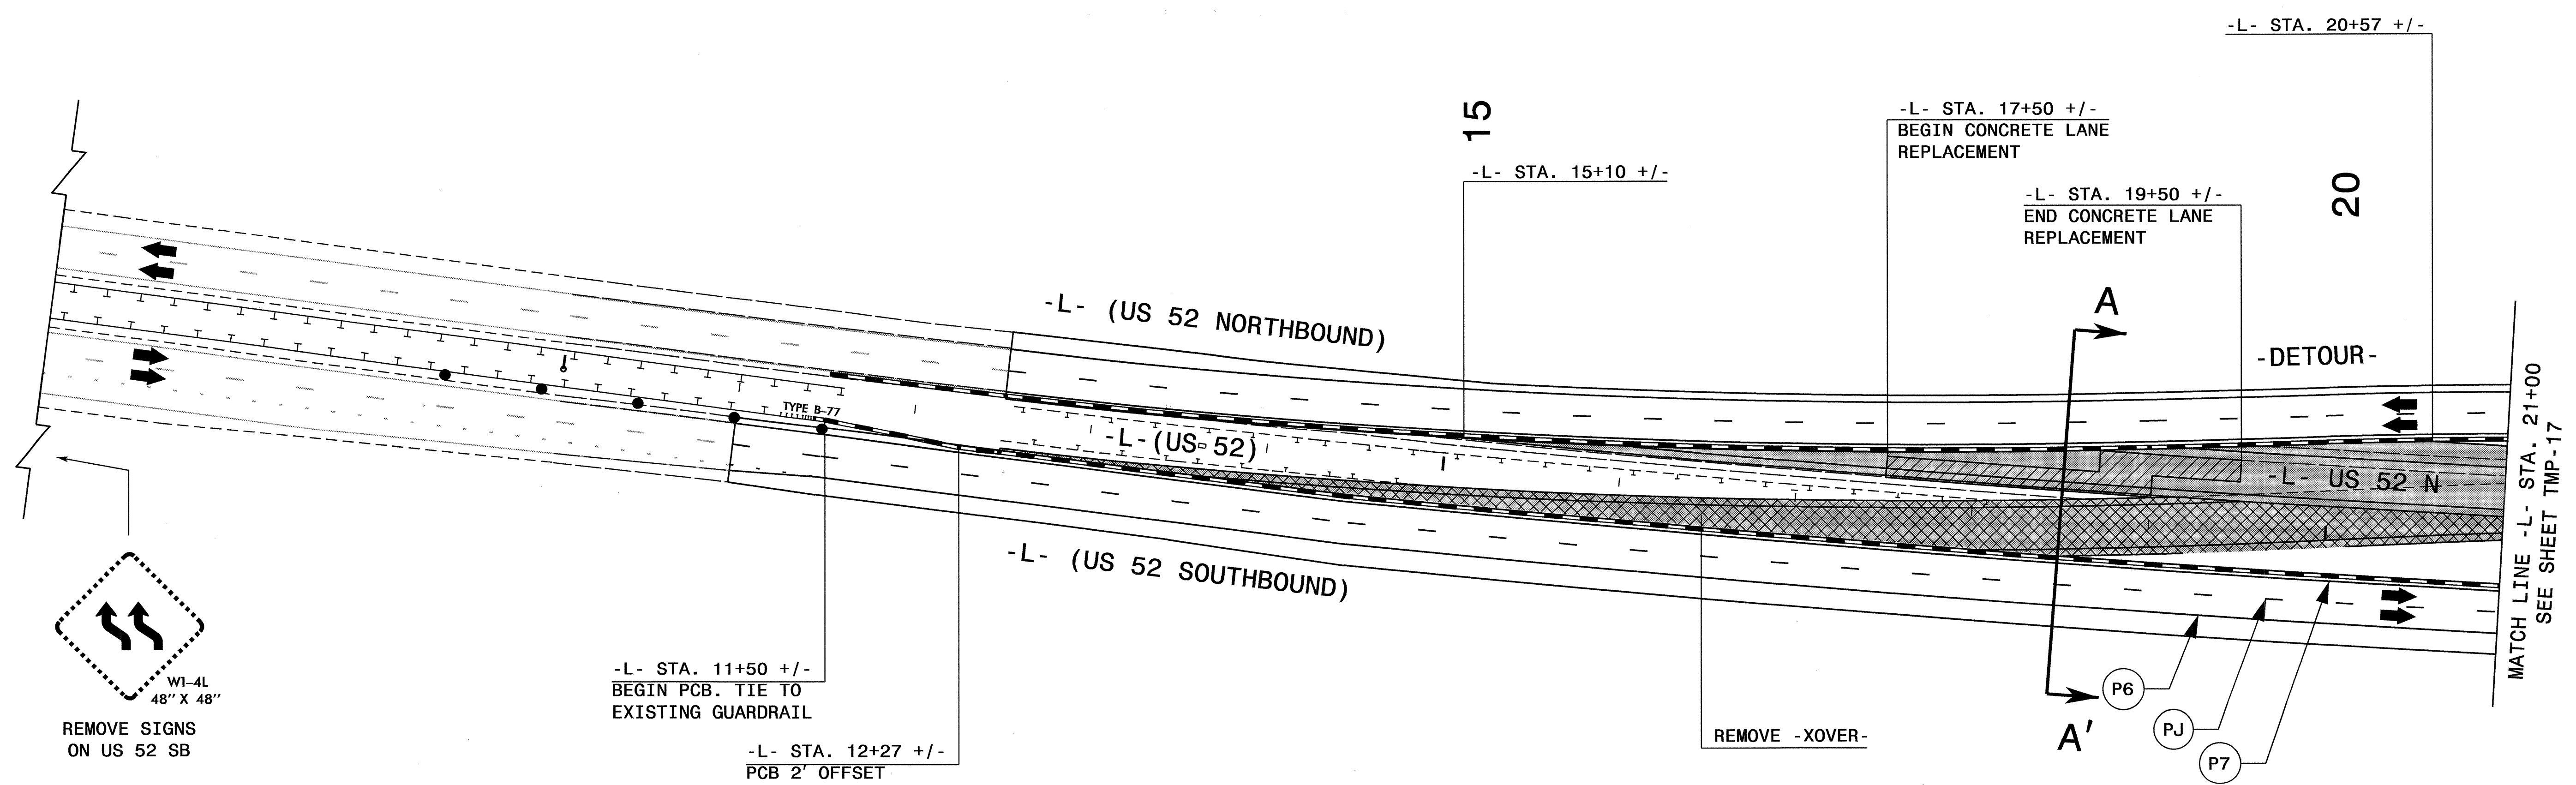 -L- STA. 20+57 +/-
15
-L- STA. 17+50 +/-
BEGIN CONCRETE LANE
REPLACEMENT
-L- STA. 15+10 +/-
20
-L- STA. 19+50 +/-
END CONCRETE LANE
REPLACEMENT
A
-L- (US 52 NORTHBOUND)
-DETOUR-
TYPE B-77
-L-(US 52)
-L- US 52 N
MATCH LINE -L- STA. 21+00
SEE SHEET TMP-17
-L- (US 52 SOUTHBOUND)
W1-4L
48" X 48"
REMOVE SIGNS
ON US 52 SB
-L- STA. 11+50 +/-
BEGIN PCB. TIE TO
EXISTING GUARDRAIL
-L- STA. 12+27 +/-
PCB 2' OFFSET
REMOVE -XOVER-
A'
P6
PJ
P7